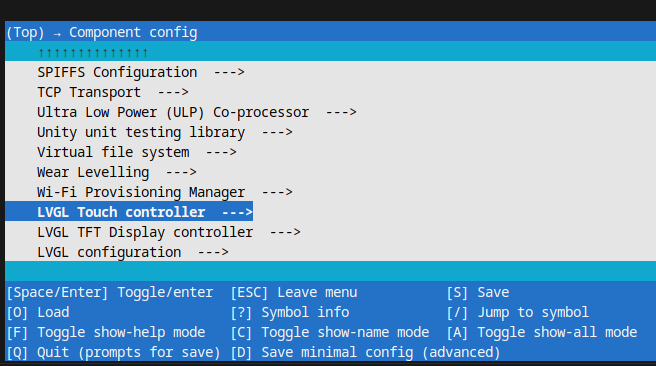 (Top) → Component config
↑↑↑↑↑↑↑↑↑↑↑↑↑↑
SPIFFS Configuration  --->
TCP Transport  --->
Ultra Low Power (ULP) Co-processor  --->
Unity unit testing library  --->
Virtual file system  --->
Wear Levelling  --->
Wi-Fi Provisioning Manager  --->
LVGL Touch controller  --->
LVGL TFT Display controller  --->
LVGL configuration  --->
[Space/Enter] Toggle/enter  [ESC] Leave menu  [S] Save
[O] Load  [?] Symbol info  [/] Jump to symbol
[F] Toggle show-help mode  [C] Toggle show-name mode  [A] Toggle show-all mode
[Q] Quit (prompts for save)  [D] Save minimal config (advanced)